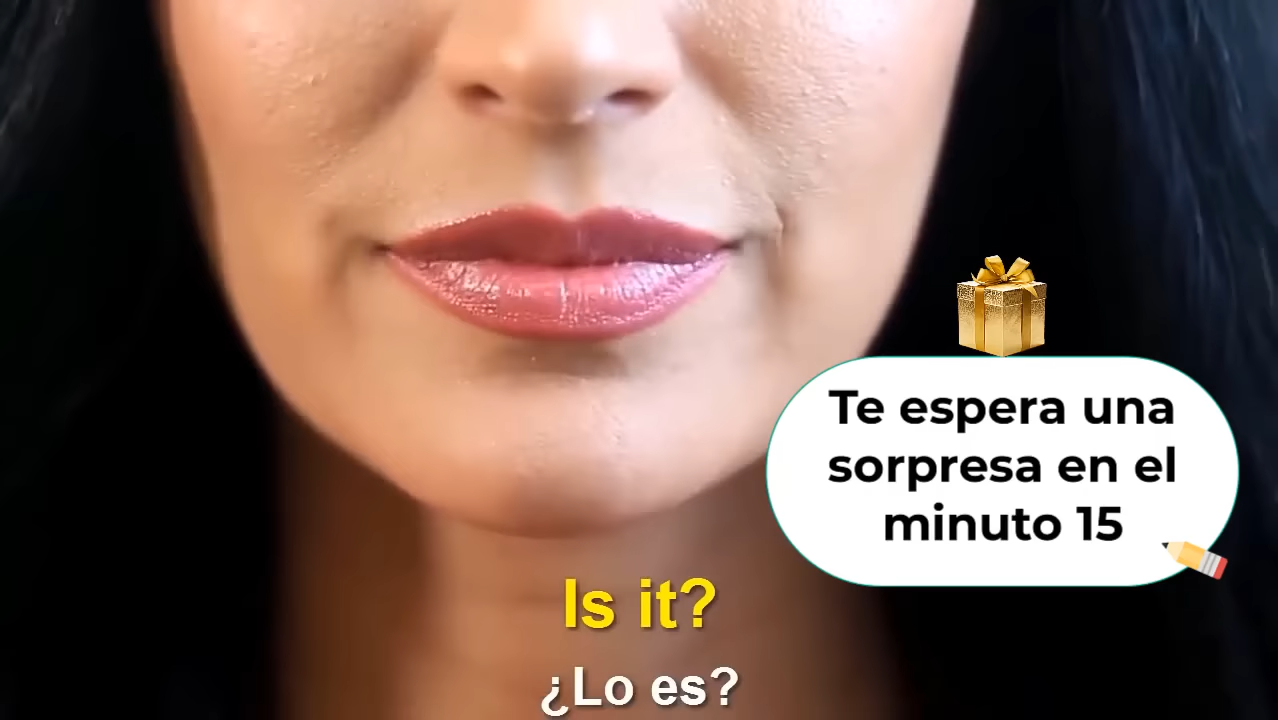 Te espera una
sorpresa en el
minuto 15
Is it?
¿Lo es?